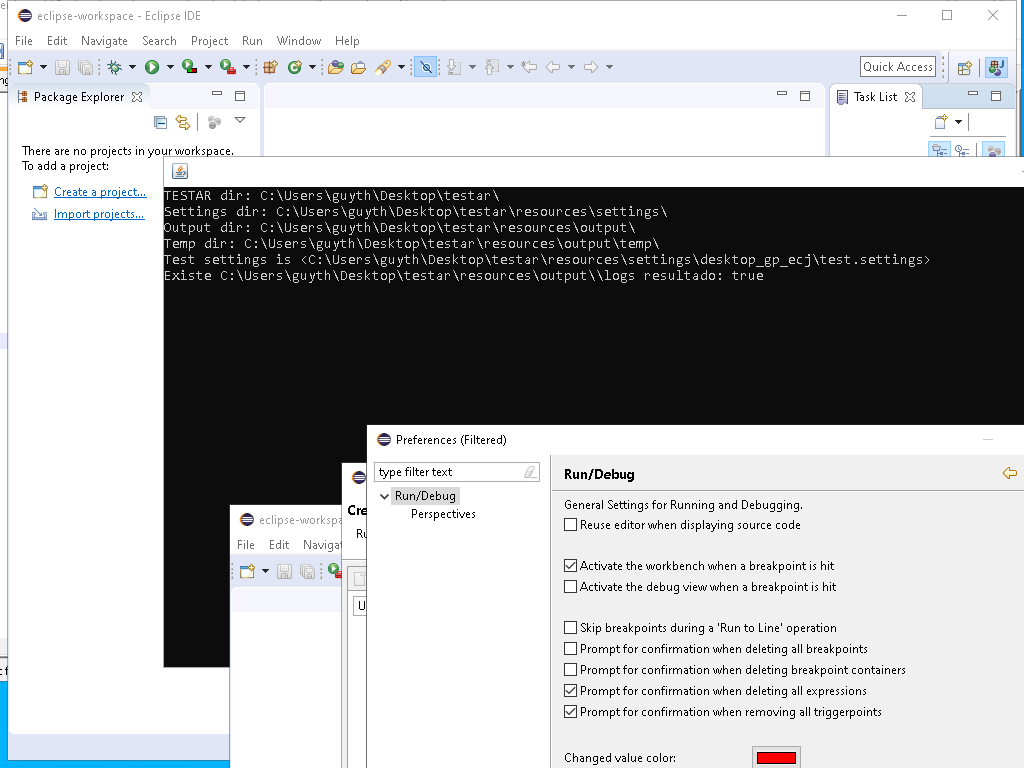 eclipse-workspace - Eclipse IDE
File Edit Navigate Search Project Run Window Help
Quick Access
Package Explorer
Task List
There are no projects in your workspace.
To add a project:
Create a project...
Import projects...
TESTAR dir: C:\Users\guyth\Desktop\testar\
Settings dir: C:\Users\guyth\Desktop\testar\resources\settings\
Output dir: C:\Users\guyth\Desktop\testar\resources\output\
Temp dir: C:\Users\guyth\Desktop\testar\resources\output\temp\
Test settings is <C:\Users\guyth\Desktop\testar\resources\settings\desktop_gp_ecj\test.settings>
Existe C:\Users\guyth\Desktop\testar\resources\output\\logs resultado: true
Preferences (Filtered)
type filter text
Run/Debug
Perspectives
Run/Debug
General Settings for Running and Debugging.
Reuse editor when displaying source code
Activate the workbench when a breakpoint is hit
Activate the debug view when a breakpoint is hit
Skip breakpoints during a 'Run to Line' operation
Prompt for confirmation when deleting all breakpoints
Prompt for confirmation when deleting breakpoint containers
Prompt for confirmation when deleting all expressions
Prompt for confirmation when removing all triggerpoints
Changed value color:
Cre
Ru
U
eclipse-workspa
File Edit Navigat